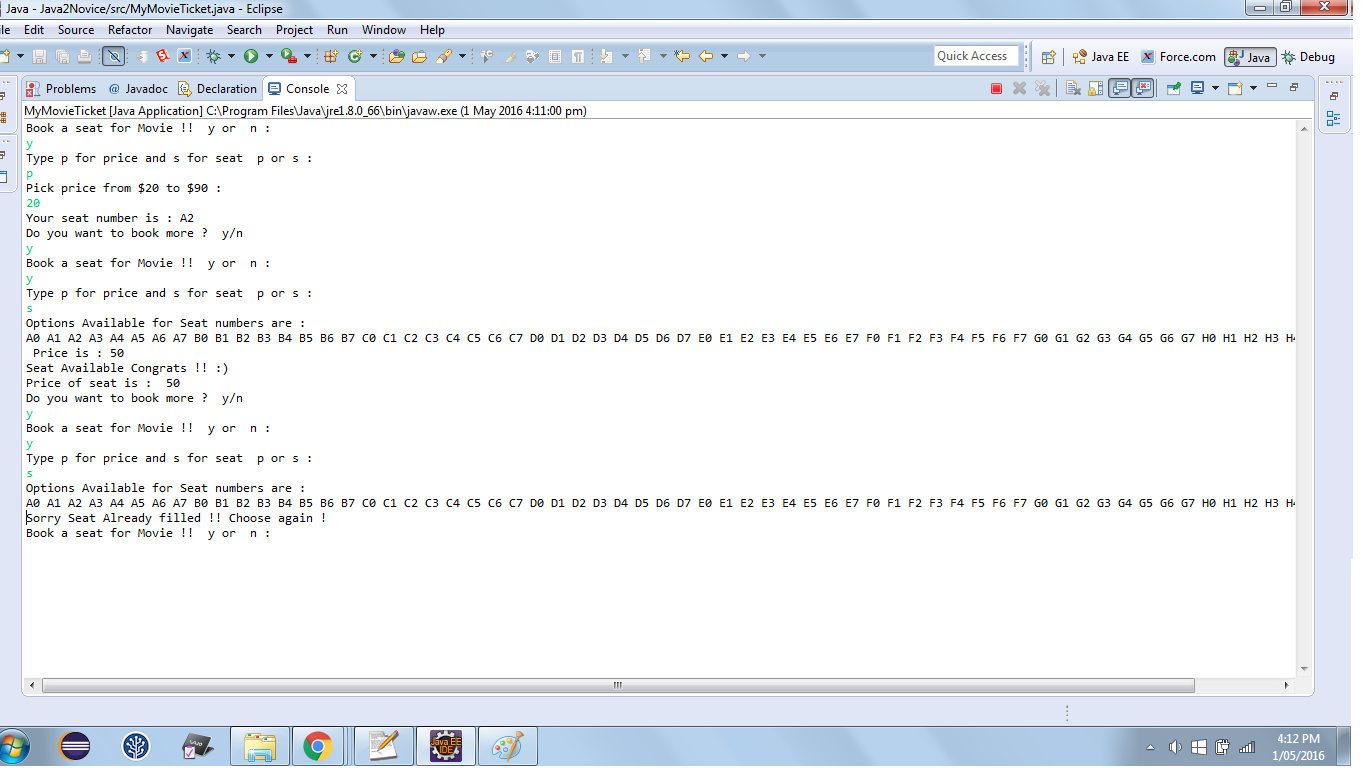 Java - Java2Novice/src/MyMovieTicket.java - Eclipse
le Edit Source Refactor Navigate Search Project Run Window Help
Quick Access Java EE Force.com Java Debug
Problems @ Javadoc Declaration Console
MyMovieTicket [Java Application] C:\Program Files\Java\jre1.8.0_66\bin\javaw.exe (1 May 2016 4:11:00 pm)
Book a seat for Movie !!  y or  n :
y
Type p for price and s for seat  p or s :
p
Pick price from $20 to $90 :
20
Your seat number is : A2
Do you want to book more ?  y/n
y
Book a seat for Movie !!  y or  n :
y
Type p for price and s for seat  p or s :
s
Options Available for Seat numbers are :
A0 A1 A2 A3 A4 A5 A6 A7 B0 B1 B2 B3 B4 B5 B6 B7 C0 C1 C2 C3 C4 C5 C6 C7 D0 D1 D2 D3 D4 D5 D6 D7 E0 E1 E2 E3 E4 E5 E6 E7 F0 F1 F2 F3 F4 F5 F6 F7 G0 G1 G2 G3 G4 G5 G6 G7 H0 H1 H2 H3 H4
Price is : 50
Seat Available Congrats !! :)
Price of seat is :  50
Do you want to book more ?  y/n
y
Book a seat for Movie !!  y or  n :
y
Type p for price and s for seat  p or s :
s
Options Available for Seat numbers are :
A0 A1 A2 A3 A4 A5 A6 A7 B0 B1 B2 B3 B4 B5 B6 B7 C0 C1 C2 C3 C4 C5 C6 C7 D0 D1 D2 D3 D4 D5 D6 D7 E0 E1 E2 E3 E4 E5 E6 E7 F0 F1 F2 F3 F4 F5 F6 F7 G0 G1 G2 G3 G4 G5 G6 G7 H0 H1 H2 H3 H4
Sorry Seat Already filled !! Choose again !
Book a seat for Movie !!  y or  n :
Java EE
IDE
4:12 PM
1/05/2016